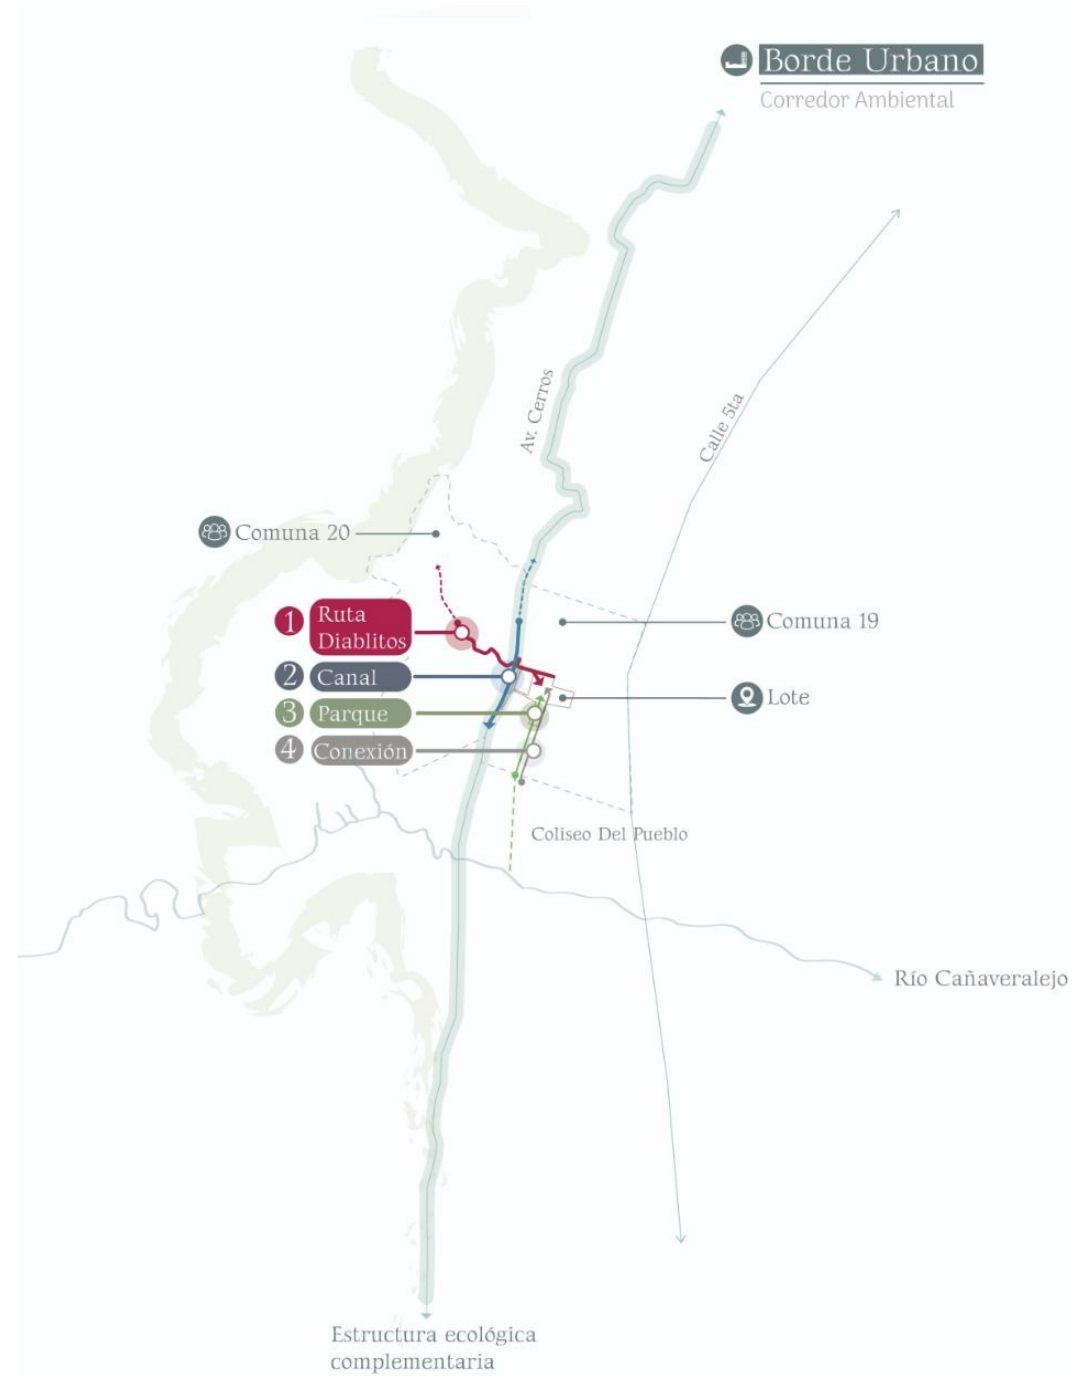 Borde Urbano
Corredor Ambiental
Av. Cerros
Calle 5ta
Comuna 20
1 Ruta
Diablitos
2 Canal
3 Parque
4 Conexión
Comuna 19
Lote
Coliseo Del Pueblo
Río Cañaveralejo
Estructura ecológica
complementaria